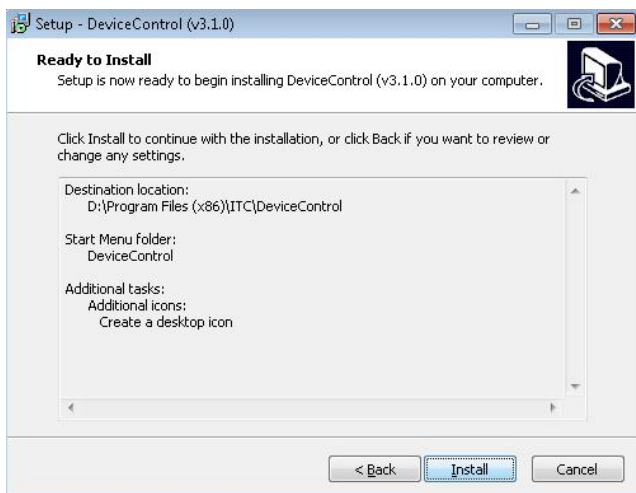 Setup - DeviceControl (v3.1.0)
Ready to Install
Setup is now ready to begin installing DeviceControl (v3.1.0) on your computer.
Click Install to continue with the installation, or click Back if you want to review or
change any settings.
Destination location:
D:\Program Files (x86)\ITC\DeviceControl
Start Menu folder:
DeviceControl
Additional tasks:
Additional icons:
Create a desktop icon
< Back
Install
Cancel